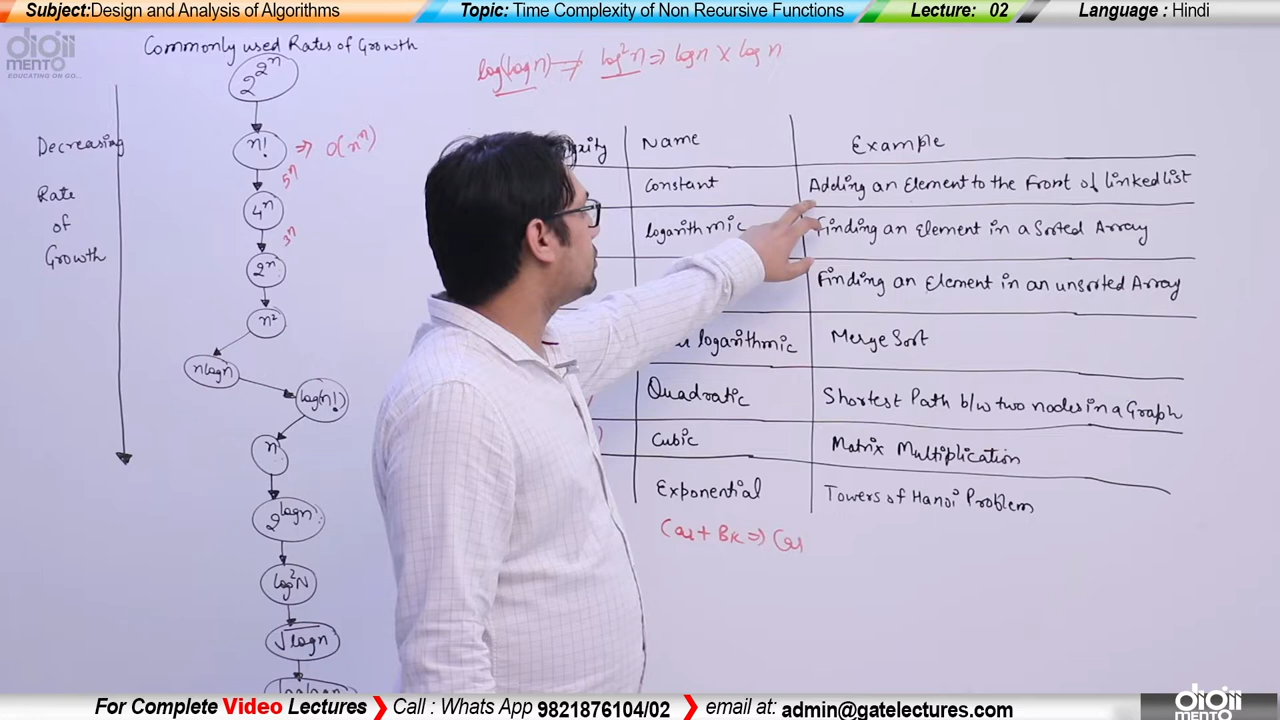 Subject:Design and Analysis of Algorithms
Topic: Time Complexity of Non Recursive Functions
Lecture: 02
Language : Hindi
digii
MENTO
EDUCATING ON GO...
Commonly used Rates of Growth
2^2^n
n! => O(n^n)
5^n
4^n
3^n
2^n
n²
nlogn
log(n!)
n
2^logn
log²N
√logn
Decreasing
Rate
of
Growth
log(logn) => log²n => logn × log n
Name Example
Constant Adding an Element to the Front of linked list
logarithmic Finding an Element in a Sorted Array
Finding an Element in an unsorted Array
logarithmic Merge Sort
Quadratic Shortest Path b/w two nodes in a Graph
Cubic Matrix Multiplication
Exponential Towers of Hanoi Problem
For Complete Video Lectures
Call : Whats App 9821876104/02
email at: admin@gatelectures.com
digii
MENTO